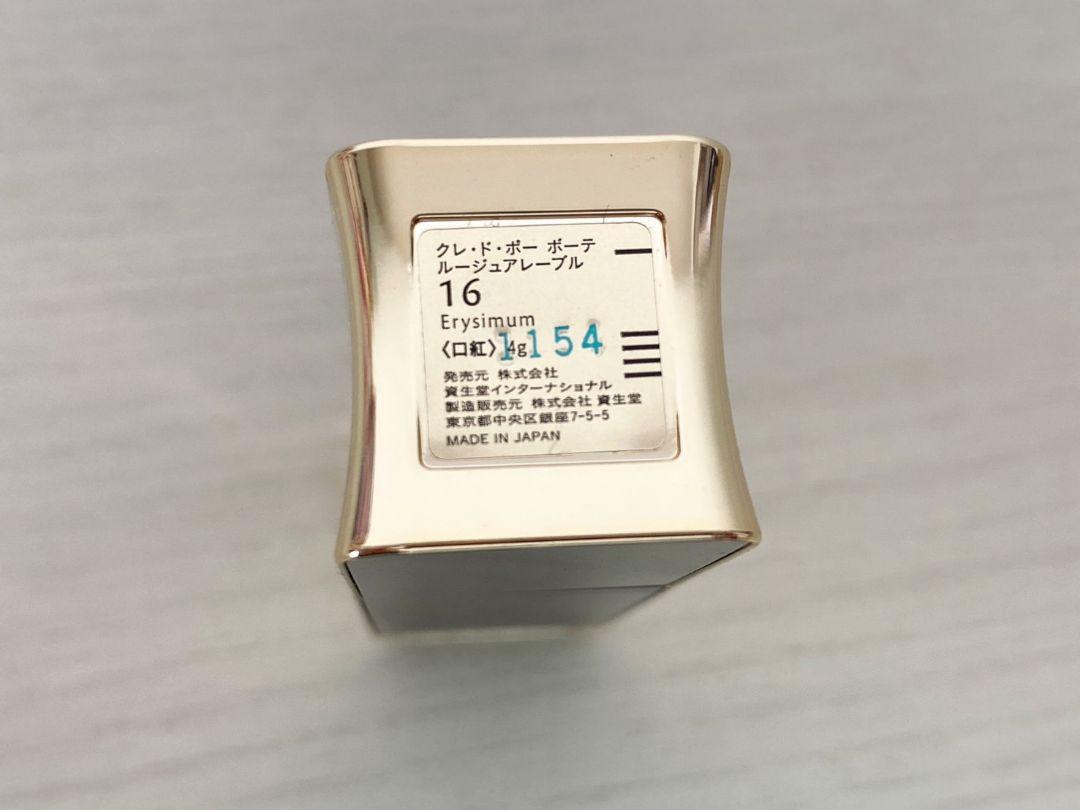 クレ・ド・ポー ボーテ
ルージュアレーブル
16
Erysimum
〈口紅〉4g
1154
発売元 株式会社
資生堂インターナショナル
製造販売元 株式会社 資生堂
東京都中央区銀座7-5-5
MADE IN JAPAN